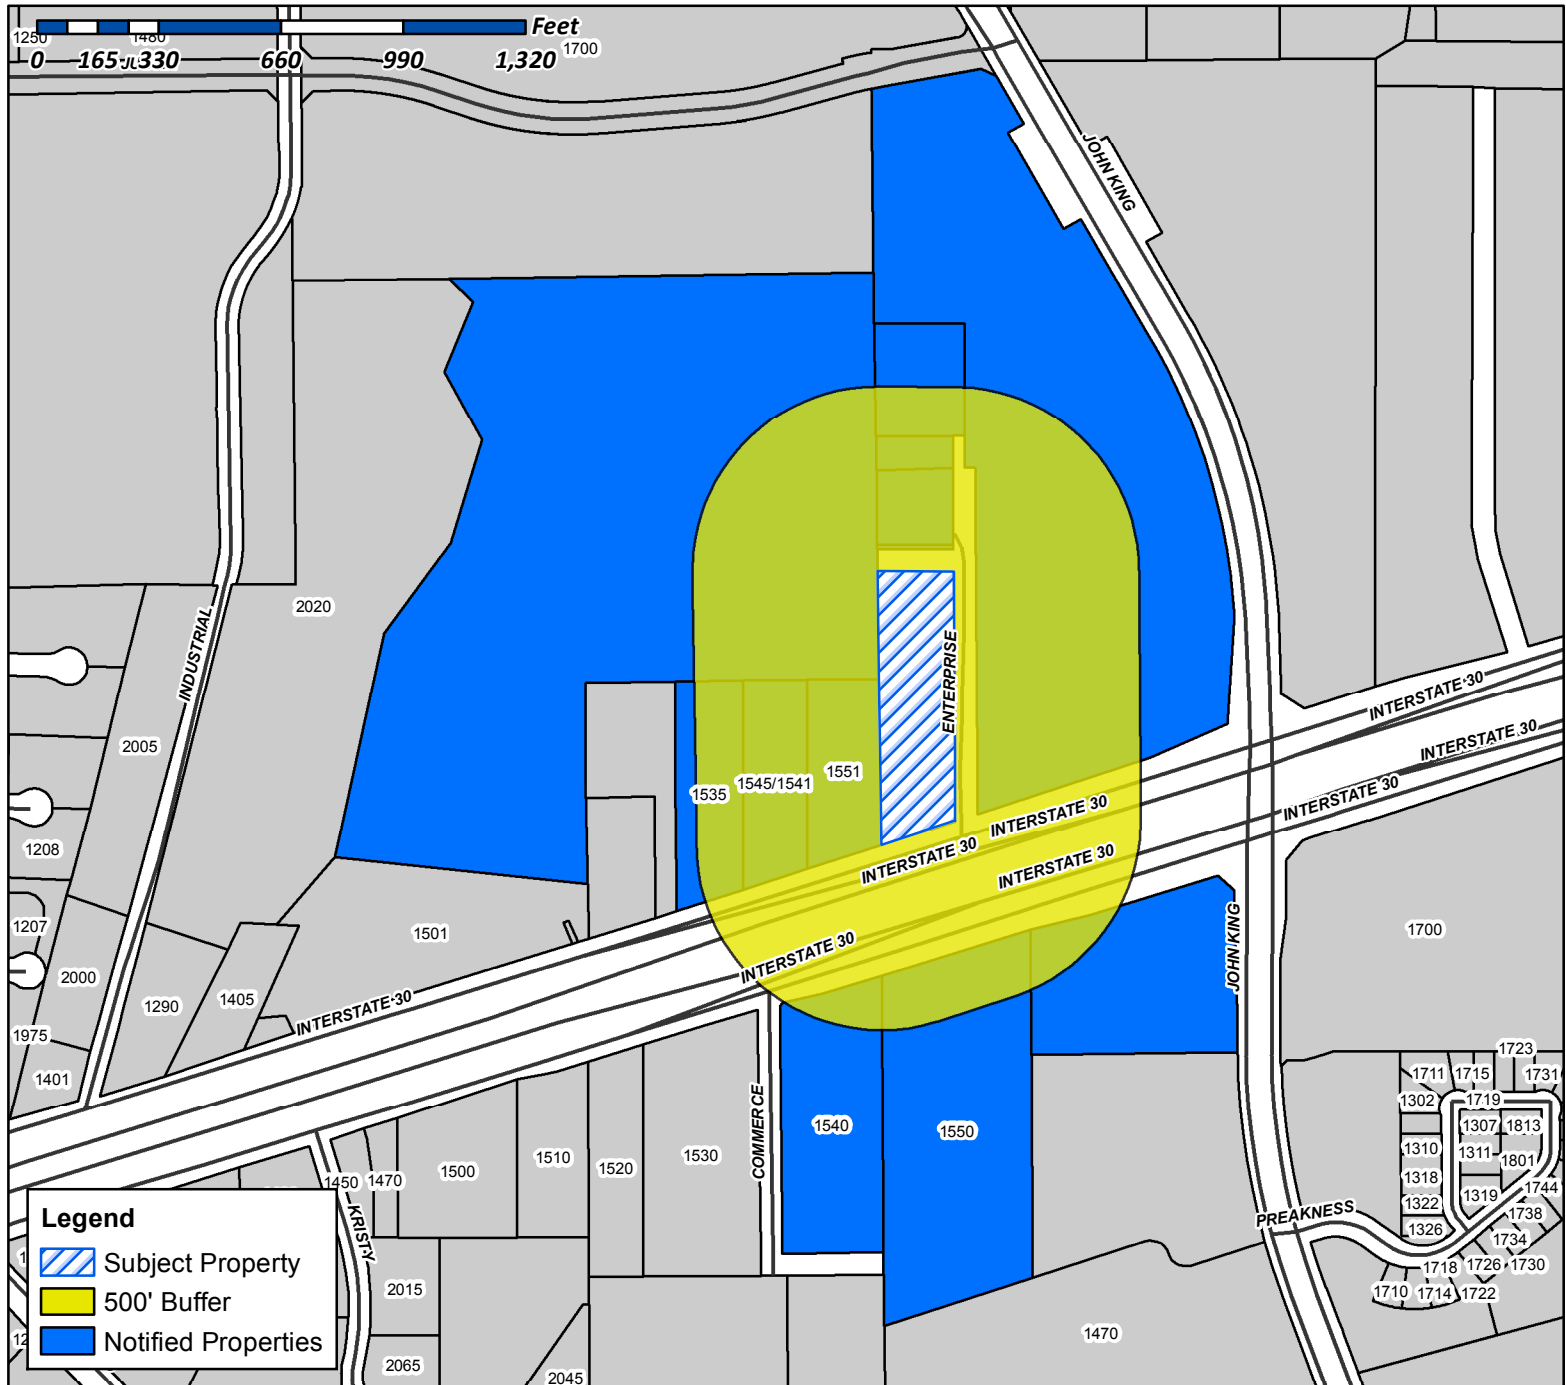 Feet
0 165 330 660 990 1,320
1250
1480
1700
JOHN KING
2020
INDUSTRIAL
ENTERPRISE
2005
INTERSTATE 30
INTERSTATE 30
INTERSTATE 30
1535
1545/1541
1551
INTERSTATE 30
INTERSTATE 30
INTERSTATE 30
1208
1207
1501
INTERSTATE 30
JOHN KING
1700
2000
1290
1405
INTERSTATE 30
1975
1401
1711
1715
1723
1731
1302
1719
1307
1813
1310
1311
1801
1318
1744
1322
1319
1738
1326
1734
1718
1726
1730
1710
1714
1722
PREAKNESS
COMMERCE
1540
1550
1530
1520
1510
1500
1470
1450
KRISTY
2015
2065
2045
1470
Legend
Subject Property
500' Buffer
Notified Properties